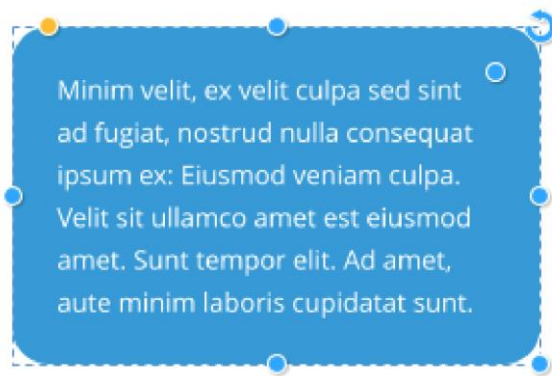 Minim velit, ex velit culpa sed sint
ad fugiat, nostrud nulla consequat
ipsum ex: Eiusmod veniam culpa.
Velit sit ullamco amet est eiusmod
amet. Sunt tempor elit. Ad amet,
aute minim laboris cupidatat sunt.